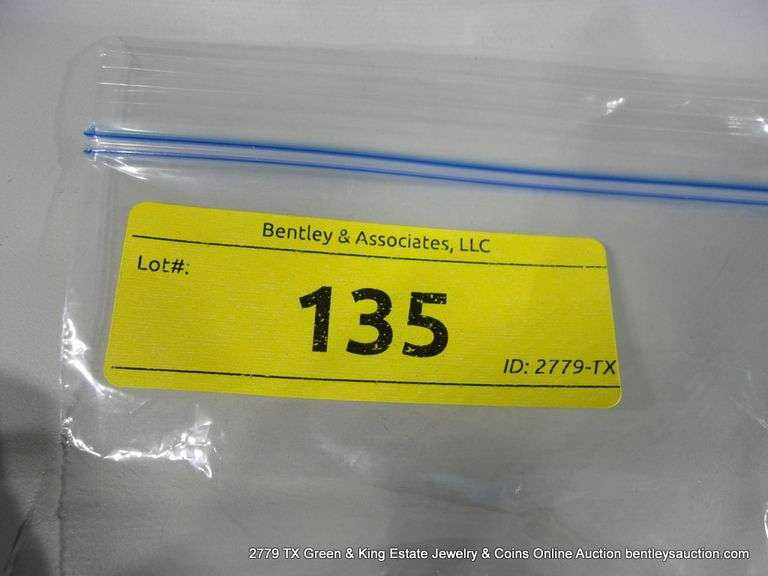 Bentley & Associates, LLC
Lot#:
135
ID: 2779-TX
2779 TX Green & King Estate Jewelry & Coins Online Auction bentleysauction.com